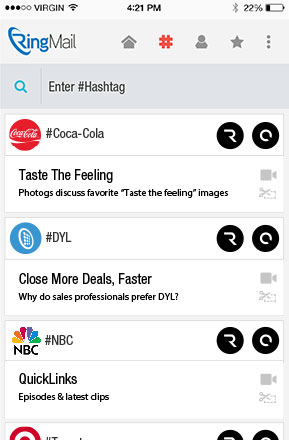 VIRGIN 4:21 PM 22%
RingMail
Enter #Hashtag
Coca-Cola #Coca-Cola
Taste The Feeling
Photogs discuss favorite "Taste the feeling" images
#DYL
Close More Deals, Faster
Why do sales professionals prefer DYL?
NBC #NBC
QuickLinks
Episodes & latest clips